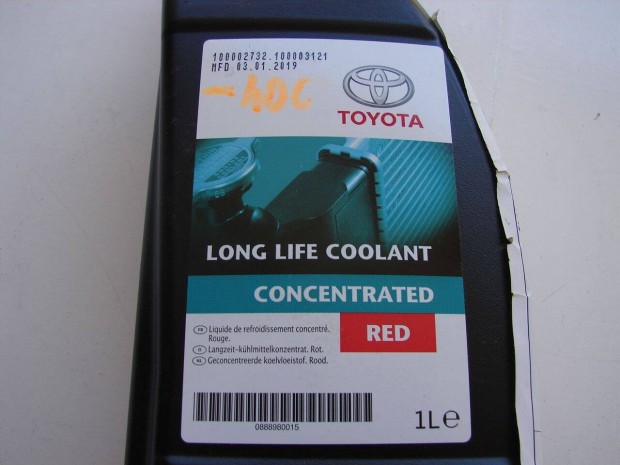 100002732.100003121
MFD 03.01.2019
-40C
TOYOTA
LONG LIFE COOLANT
CONCENTRATED
RED
FR Liquide de refroidissement concentré.
Rouge.
D Langzeit-kühlmittelkonzentrat. Rot.
NL Geconcentreerde koelvloeistof. Rood.
0888980015
1L e